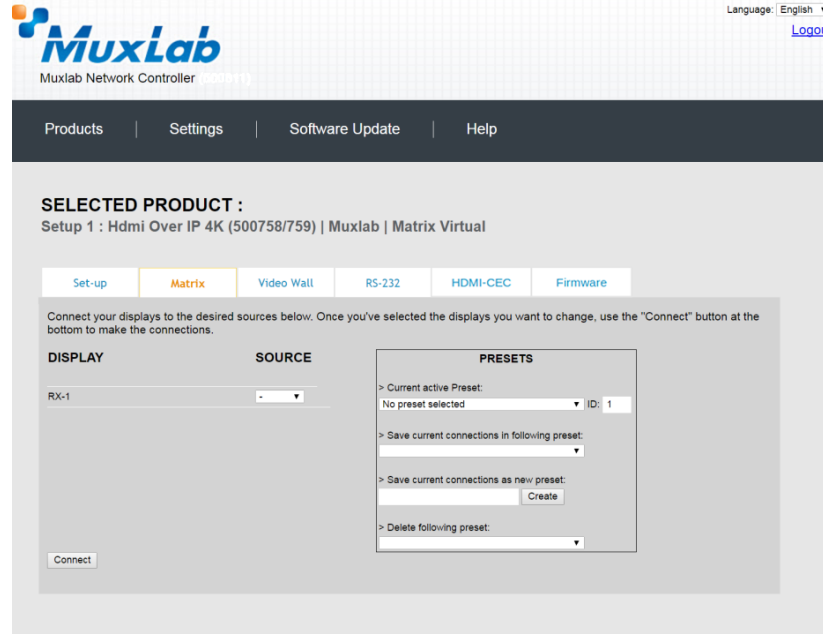 Language: English
Logo
MuxLab
Muxlab Network Controller
Products | Settings | Software Update | Help
SELECTED PRODUCT :
Setup 1 : Hdmi Over IP 4K (500758/759) | Muxlab | Matrix Virtual
Set-up Matrix Video Wall RS-232 HDMI-CEC Firmware
Connect your displays to the desired sources below. Once you've selected the displays you want to change, use the "Connect" button at the
bottom to make the connections.
DISPLAY SOURCE PRESETS
> Current active Preset:
RX-1 -
No preset selected ID: 1
> Save current connections in following preset:
> Save current connections as new preset:
Create
> Delete following preset:
Connect